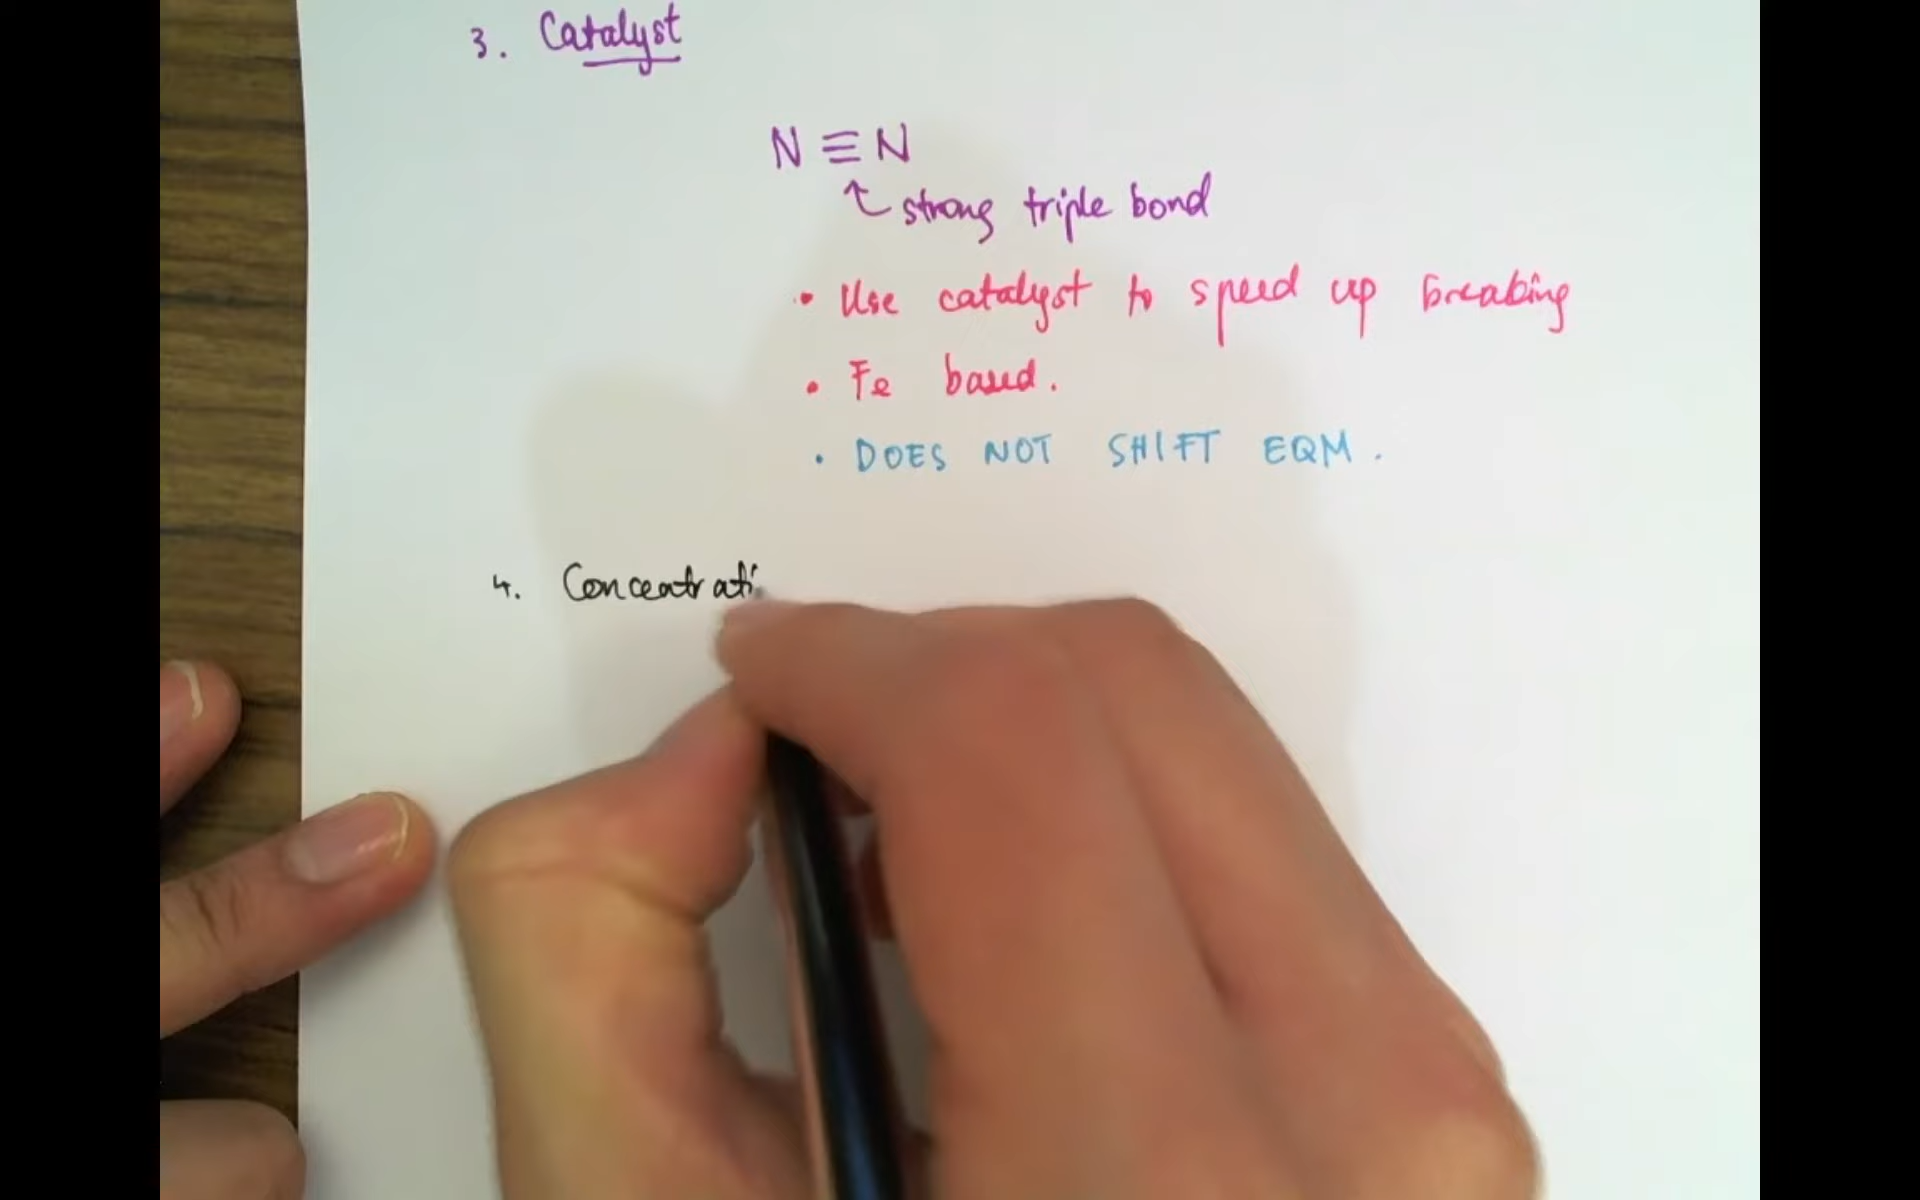 3. Catalyst
N ≡ N
↑ strong triple bond
• Use catalyst to speed up breaking
• Fe based.
• DOES NOT SHIFT EQM.
4. Concentrati